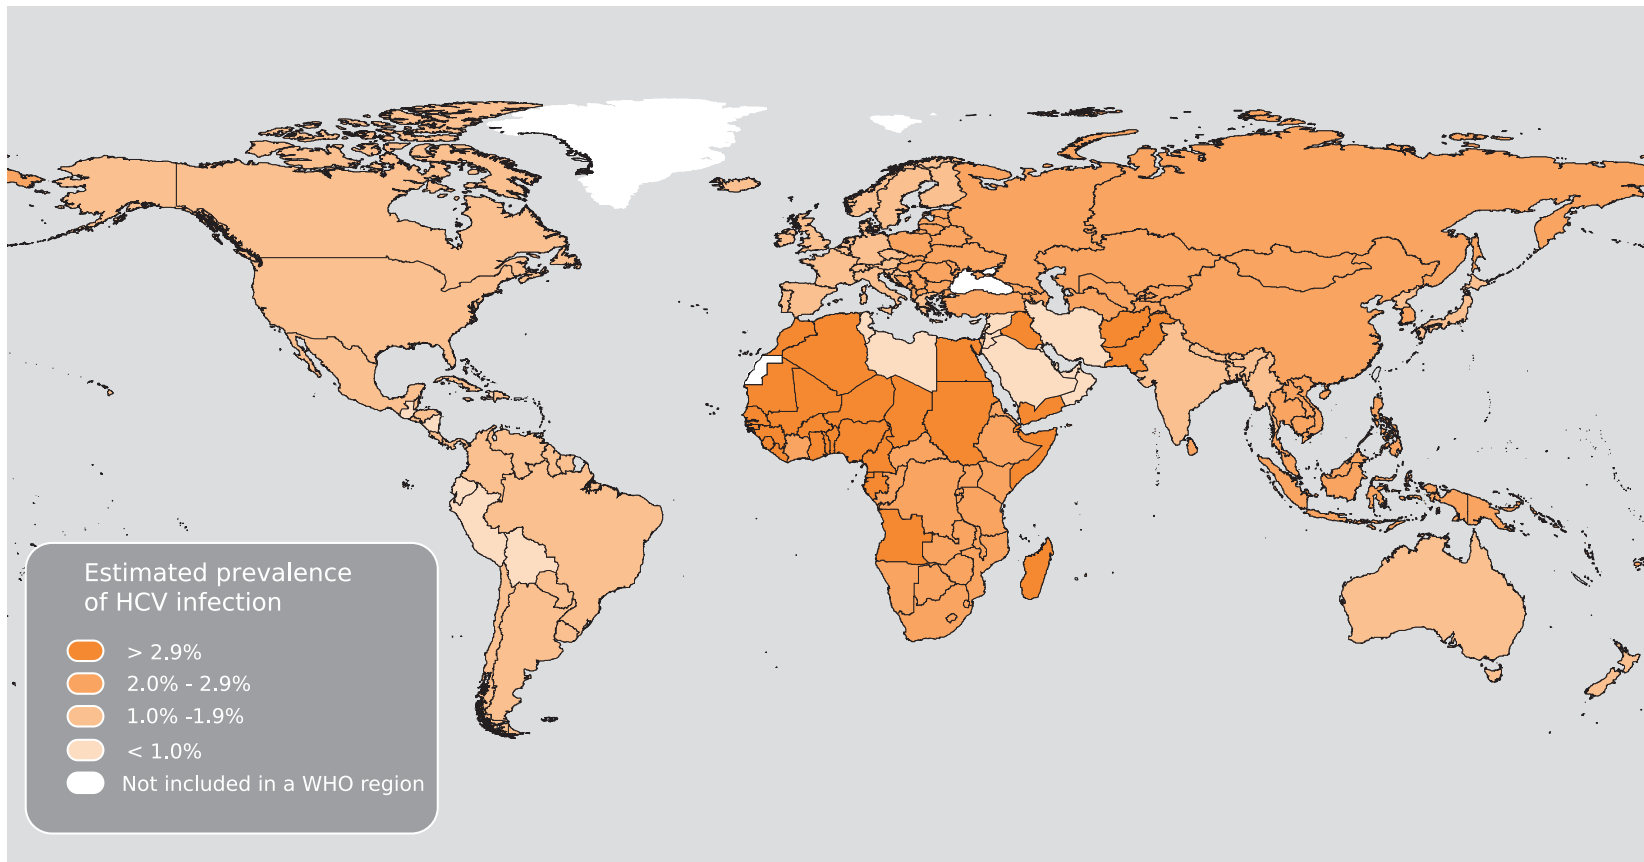 Estimated prevalence
of HCV infection
> 2.9%
2.0% - 2.9%
1.0% -1.9%
< 1.0%
Not included in a WHO region